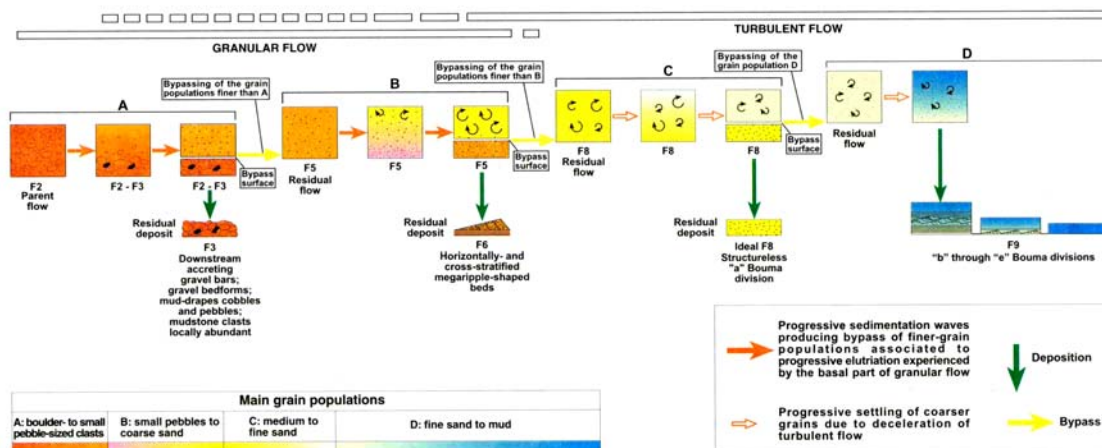 GRANULAR FLOW
TURBULENT FLOW
A
Bypassing of the
grain populations
finer than A
B
Bypassing of the grain
populations finer than B
C
Bypassing of the
grain population D
D
F2
Parent
flow
F2 - F3
F2 - F3
Bypass
surface
F5
Residual
flow
F5
F5
Bypass
surface
F8
Residual
flow
F8
F8
Bypass
surface
Residual
flow
Residual
deposit
F3
Downstream
accreting
gravel bars;
gravel bedforms;
mud-drapes cobbles
and pebbles;
mudstone clasts
locally abundant
Residual
deposit
F6
Horizontally- and
cross-stratified
megaripple-shaped
beds
Residual
deposit
Ideal F8
Structureless
"a" Bouma
division
F9
"b" through "e" Bouma divisions
Progressive sedimentation waves
producing bypass of finer-grain
populations associated to
progressive elutriation experienced
by the basal part of granular flow
Deposition
Progressive settling of coarser
grains due to deceleration of
turbulent flow
Bypass
Main grain populations
A: boulder- to small
pebble-sized clasts
B: small pebbles to
coarse sand
C: medium to
fine sand
D: fine sand to mud